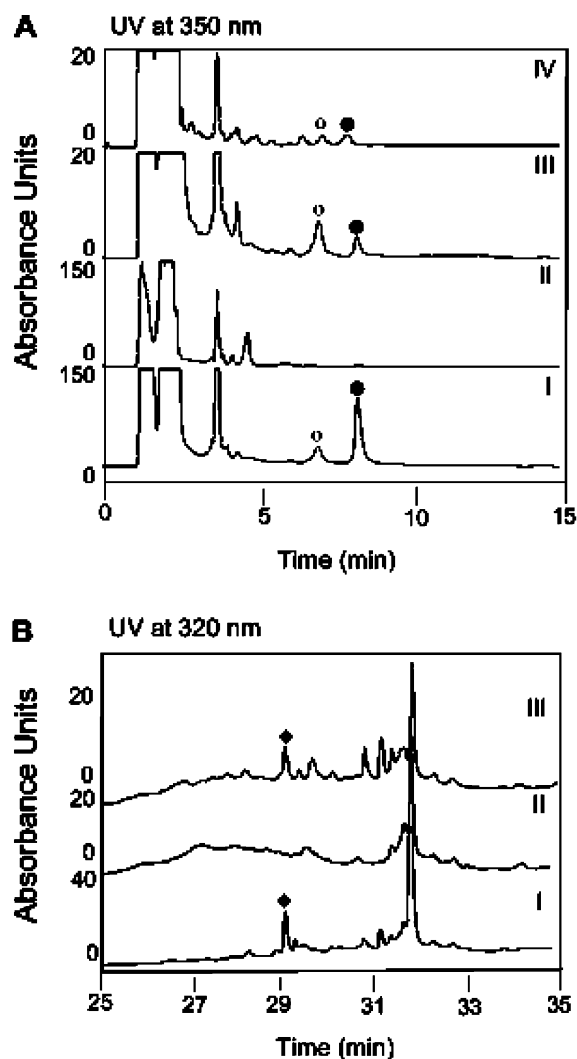 A UV at 350 nm
Absorbance Units
20
IV
0
20
III
0
150
II
0
150
I
0
0 5 10 15
Time (min)
B UV at 320 nm
Absorbance Units
20
III
0
20
II
0
40
I
0
25 27 29 31 33 35
Time (min)